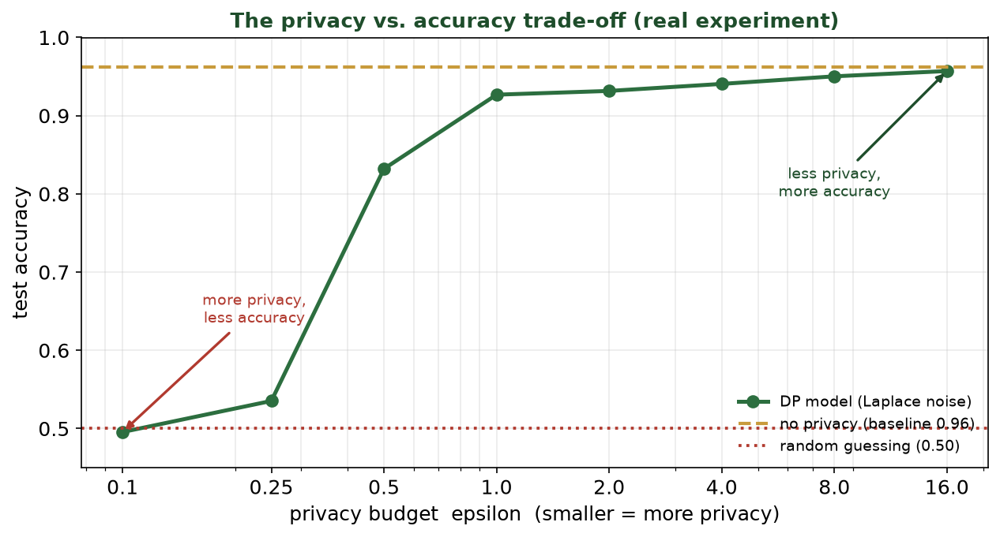 The privacy vs. accuracy trade-off (real experiment)
1.0
0.9
0.8
0.7
0.6
0.5
test accuracy
less privacy,
more accuracy
more privacy,
less accuracy
DP model (Laplace noise)
no privacy (baseline 0.96)
random guessing (0.50)
0.1 0.25 0.5 1.0 2.0 4.0 8.0 16.0
privacy budget  epsilon  (smaller = more privacy)